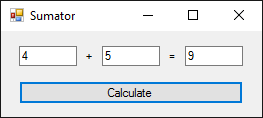 Sumator
4 + 5 = 9
Calculate